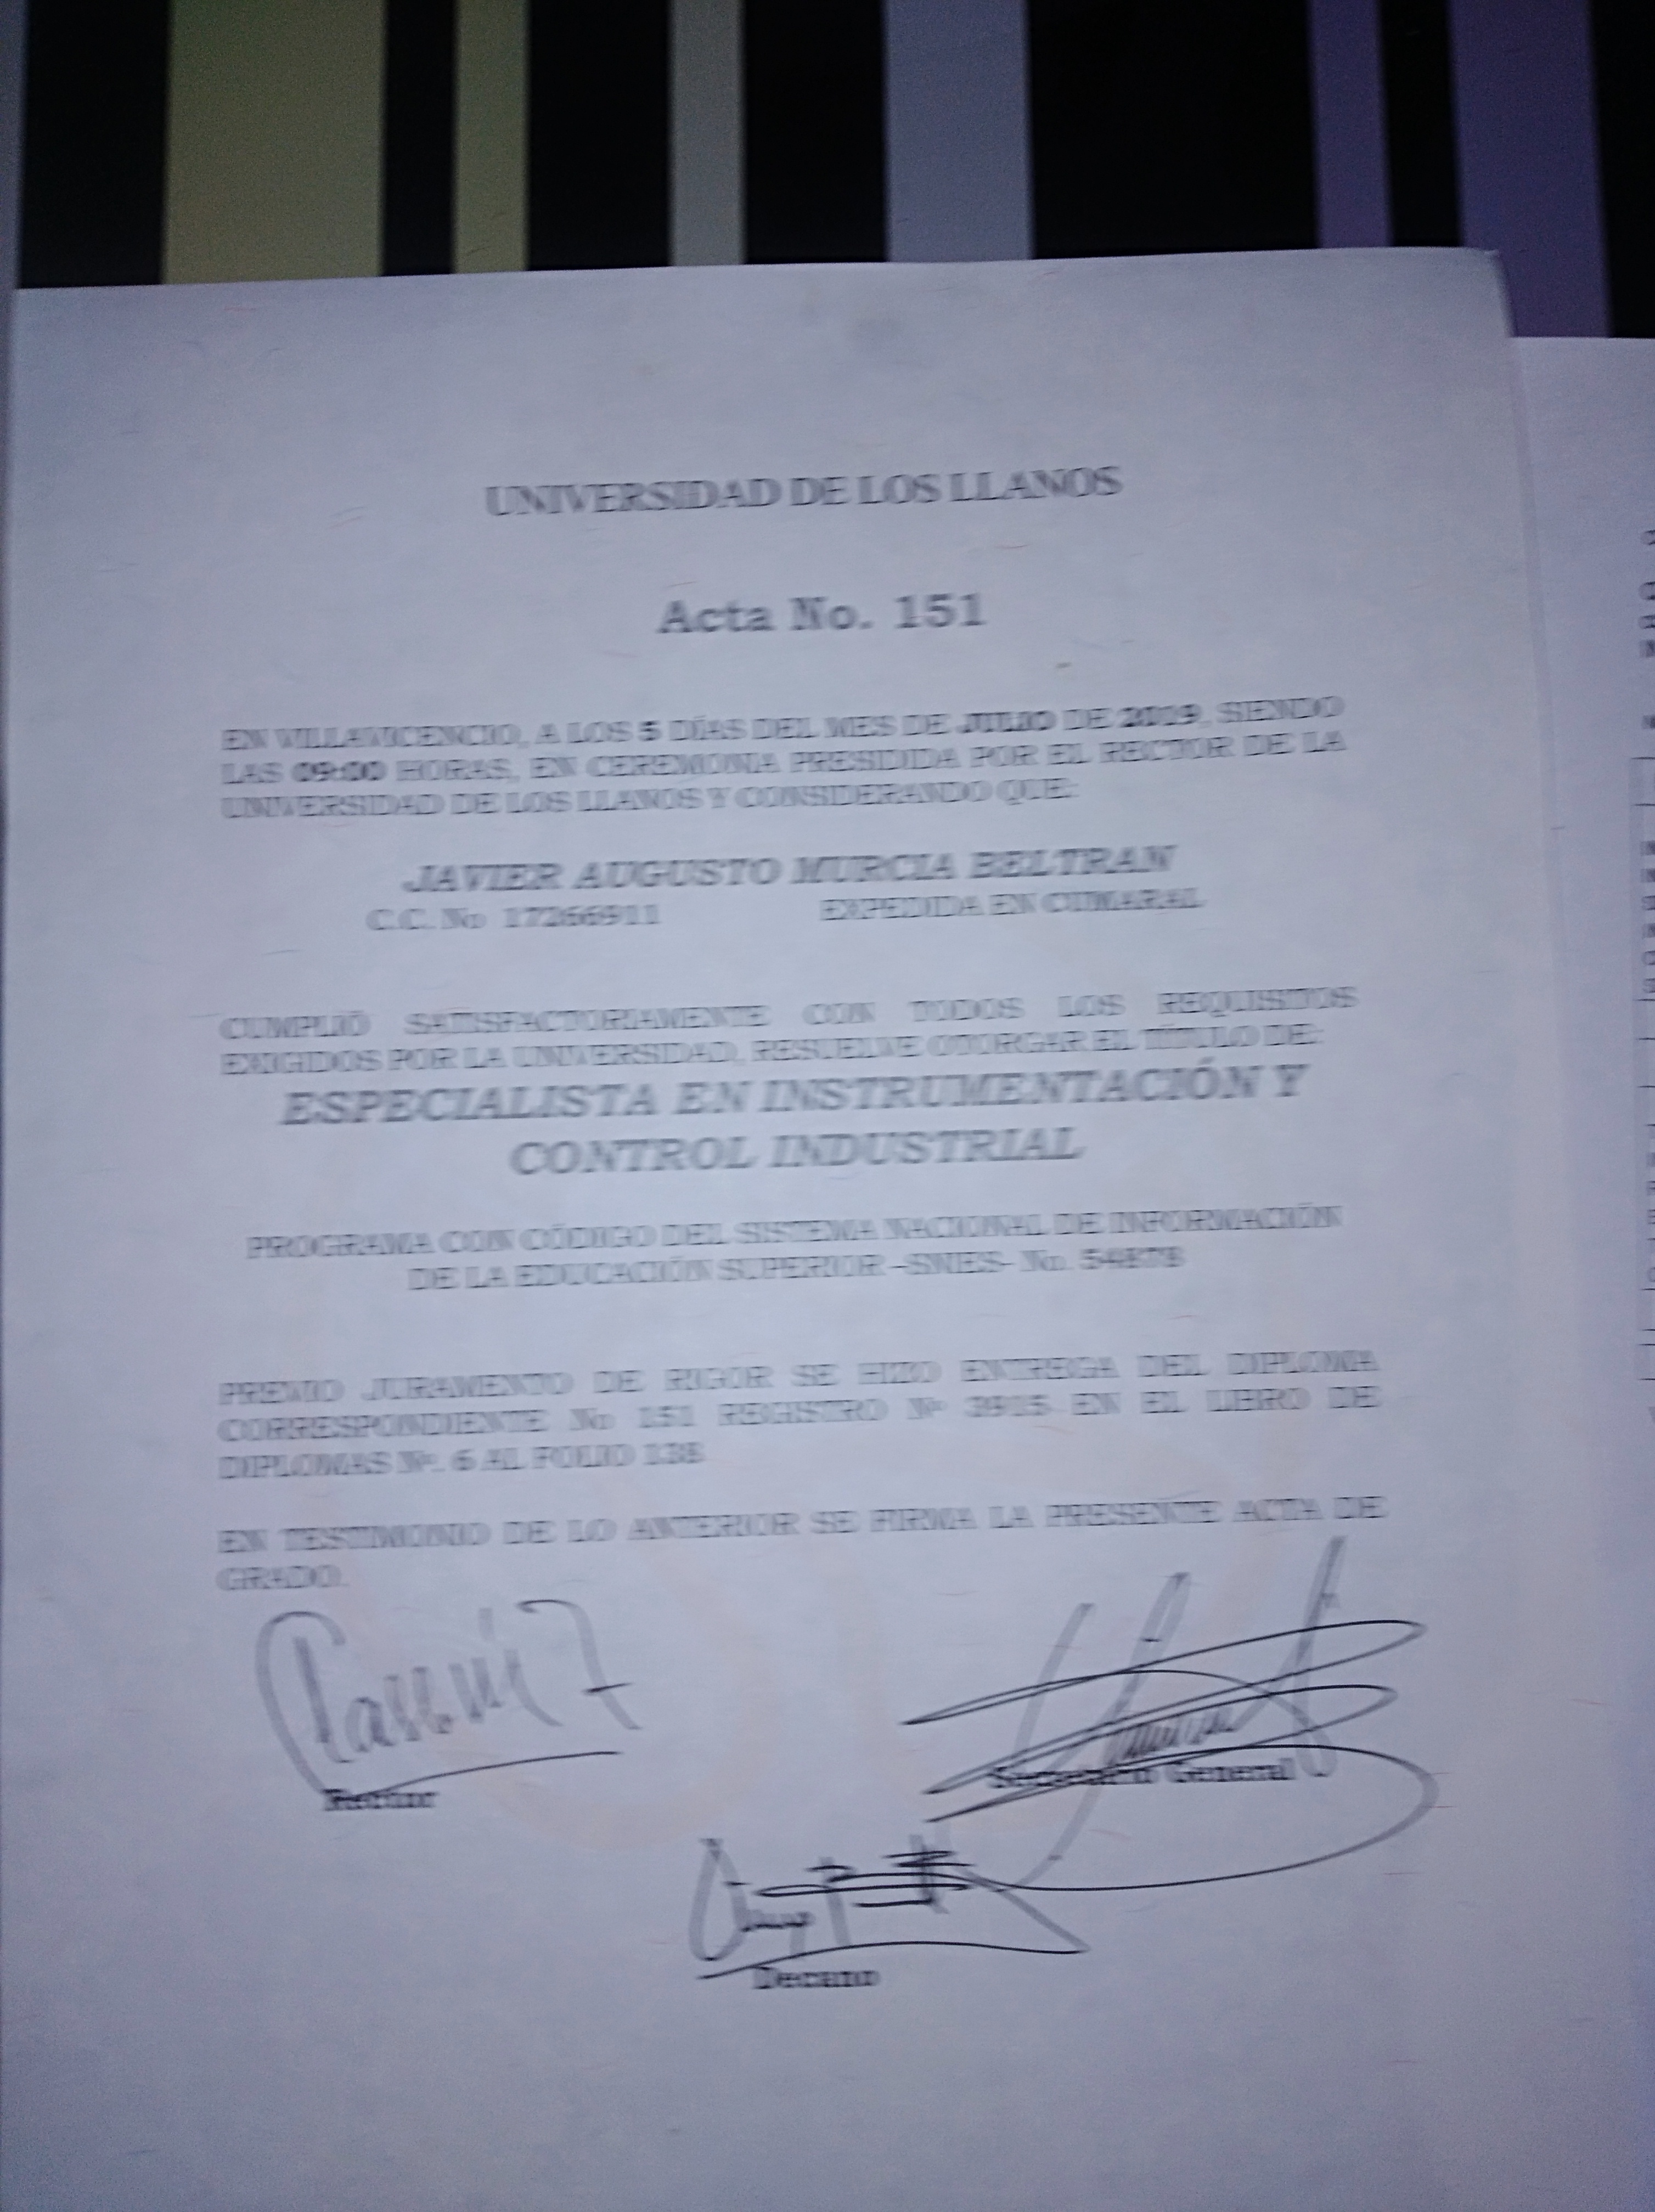 UNIVERSIDAD DE LOS LLANOS
Acta No. 151
EN VILLAVICENCIO, A LOS 5 DÍAS DEL MES DE JULIO DE 2019, SIENDO
LAS 09:00 HORAS, EN CEREMONIA PRESIDIDA POR EL RECTOR DE LA
UNIVERSIDAD DE LOS LLANOS Y CONSIDERANDO QUE:
JAVIER AUGUSTO MURCIA BELTRAN
C.C. No 17266911 EXPEDIDA EN CUMARAL
CUMPLIÓ SATISFACTORIAMENTE CON TODOS LOS REQUISITOS
EXIGIDOS POR LA UNIVERSIDAD, RESUELVE OTORGAR EL TÍTULO DE:
ESPECIALISTA EN INSTRUMENTACIÓN Y
CONTROL INDUSTRIAL
PROGRAMA CON CÓDIGO DEL SISTEMA NACIONAL DE INFORMACIÓN
DE LA EDUCACIÓN SUPERIOR –SNIES- No.
PREVIO JURAMENTO DE RIGOR SE HIZO ENTREGA DEL DIPLOMA
CORRESPONDIENTE No 151 REGISTRO Nº 3915 EN EL LIBRO DE
DIPLOMAS Nº. 6 AL FOLIO
EN TESTIMONIO DE LO ANTERIOR SE FIRMA LA PRESENTE ACTA DE
GRADO.
Rector
Secretario General
Decano